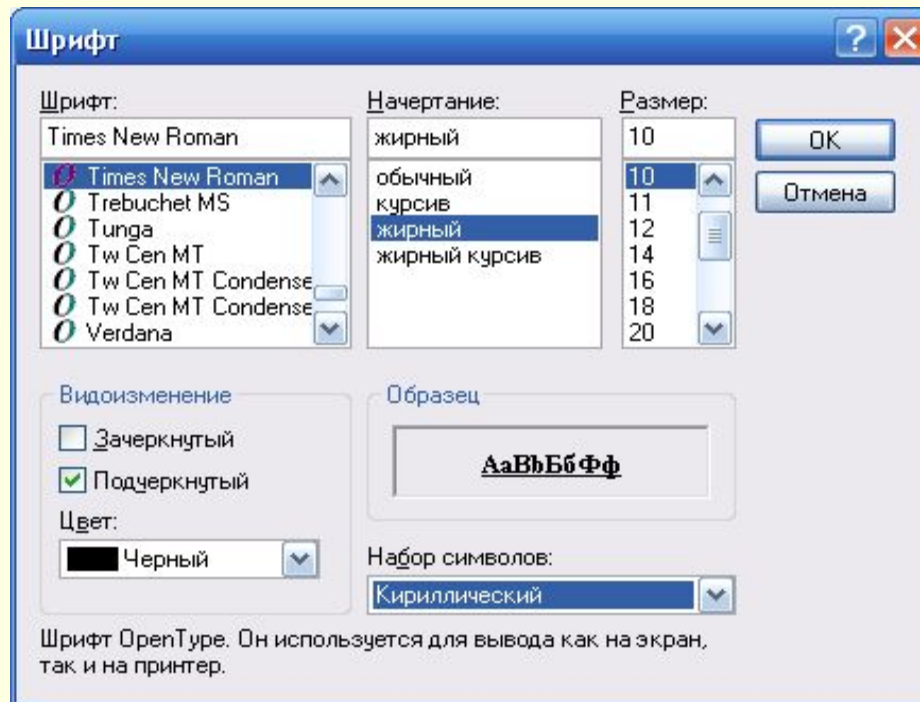 Шрифт
Шрифт:
Times New Roman
Times New Roman
Trebuchet MS
Tunga
Tw Cen MT
Tw Cen MT Condense
Tw Cen MT Condense
Verdana
Начертание:
жирный
обычный
курсив
жирный
жирный курсив
Размер:
10
10
11
12
14
16
18
20
OK
Отмена
Видоизменение
Зачеркнутый
Подчеркнутый
Цвет:
Черный
Образец
АаВbБбФф
Набор символов:
Кириллический
Шрифт OpenType. Он используется для вывода как на экран,
так и на принтер.